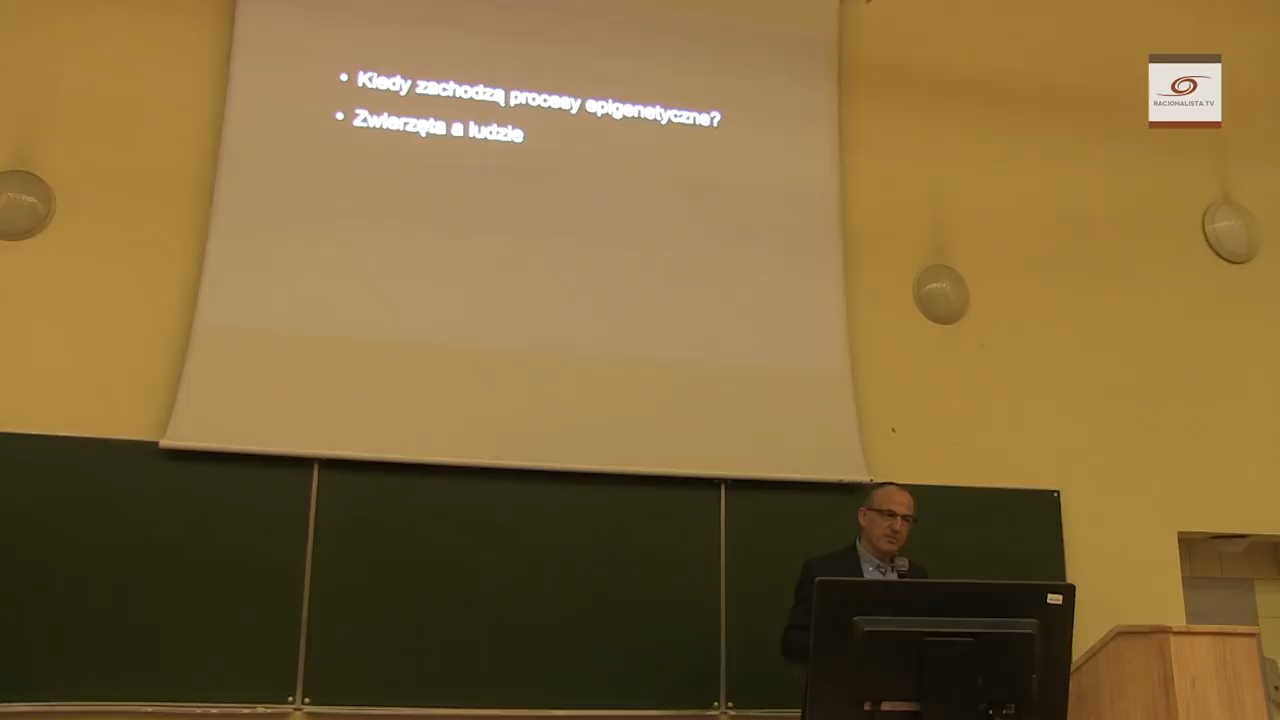 • Kiedy zachodzą procesy epigenetyczne?
• Zwierzęta a ludzie
RACJONALISTA.TV